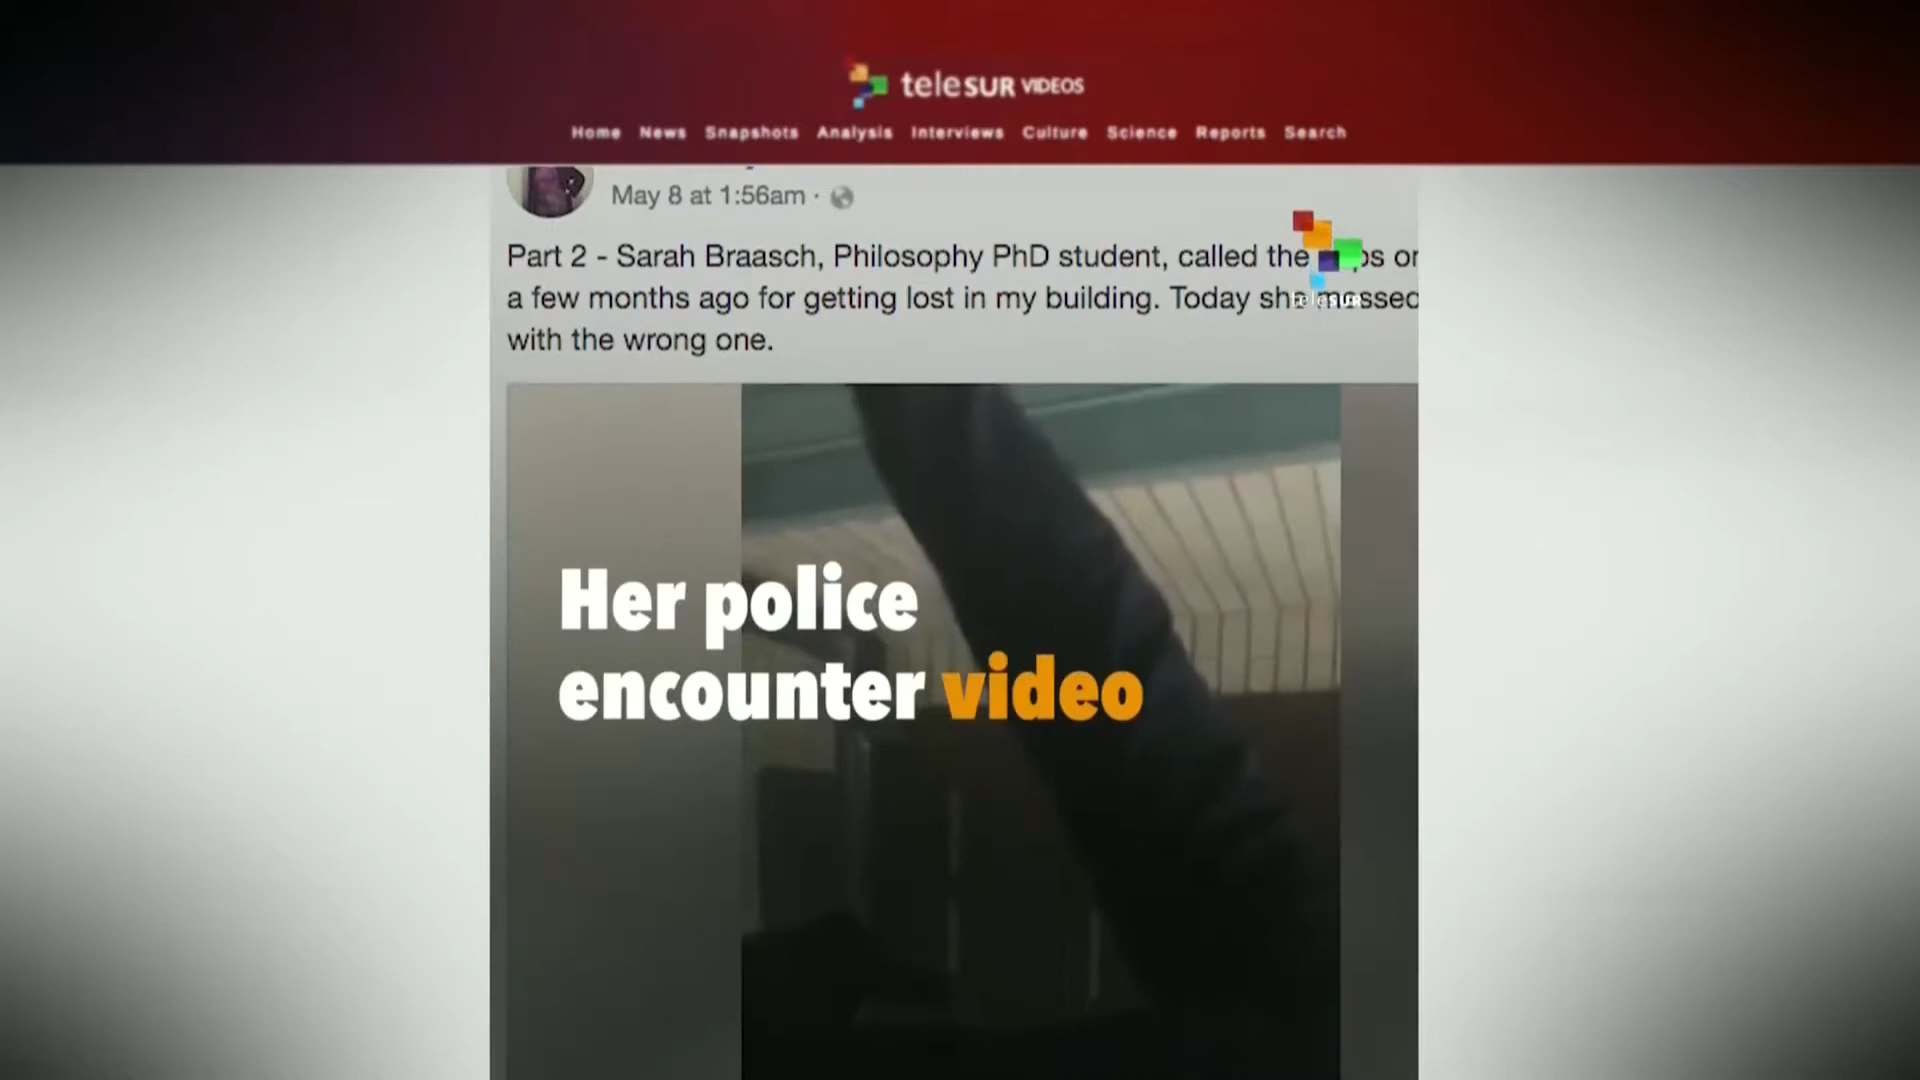 teleSUR VIDEOS
Home News Snapshots Analysis Interviews Culture Science Reports Search
May 8 at 1:56am ·
Part 2 - Sarah Braasch, Philosophy PhD student, called the
a few months ago for getting lost in my building. Today she messed
with the wrong one.
teleSUR
Her police
encounter video